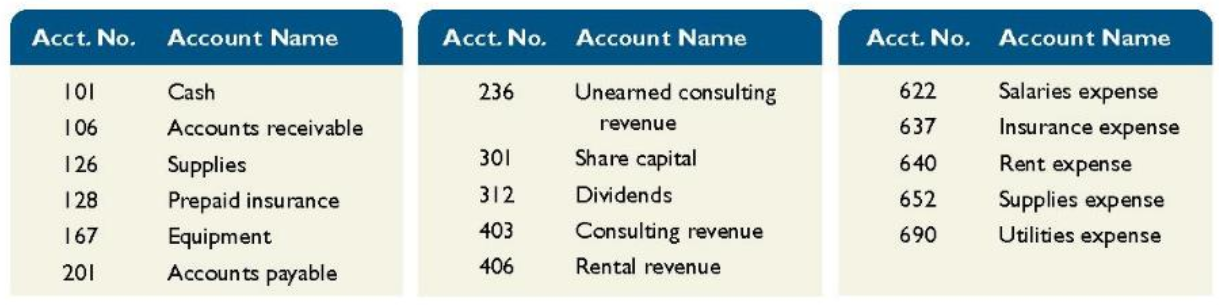 Acct. No. Account Name
101 Cash
106 Accounts receivable
126 Supplies
128 Prepaid insurance
167 Equipment
201 Accounts payable
Acct. No. Account Name
236 Unearned consulting
revenue
301 Share capital
312 Dividends
403 Consulting revenue
406 Rental revenue
Acct. No. Account Name
622 Salaries expense
637 Insurance expense
640 Rent expense
652 Supplies expense
690 Utilities expense